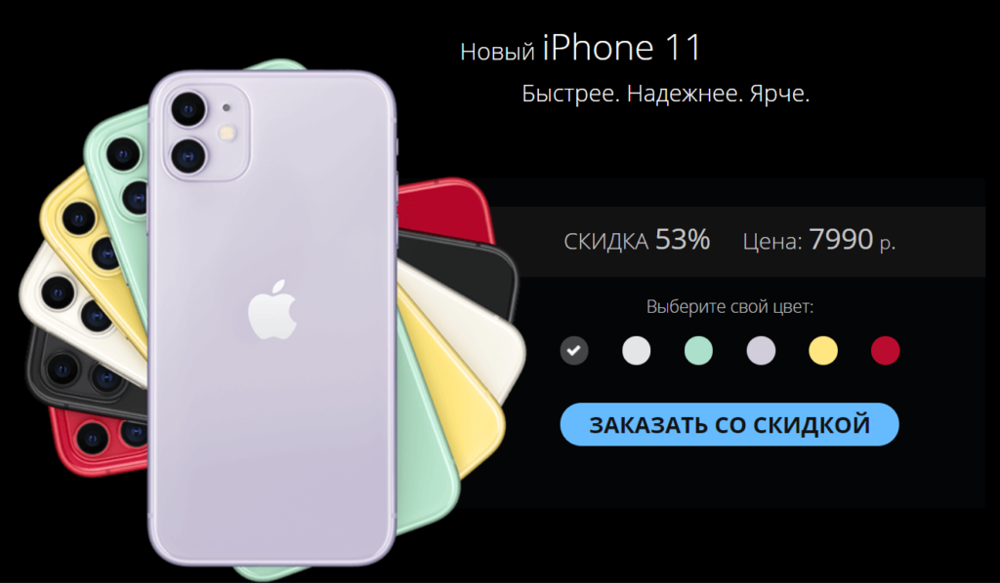 Новый iPhone 11
Быстрее. Надежнее. Ярче.
СКИДКА 53% Цена: 7990 р.
Выберите свой цвет:
ЗАКАЗАТЬ СО СКИДКОЙ